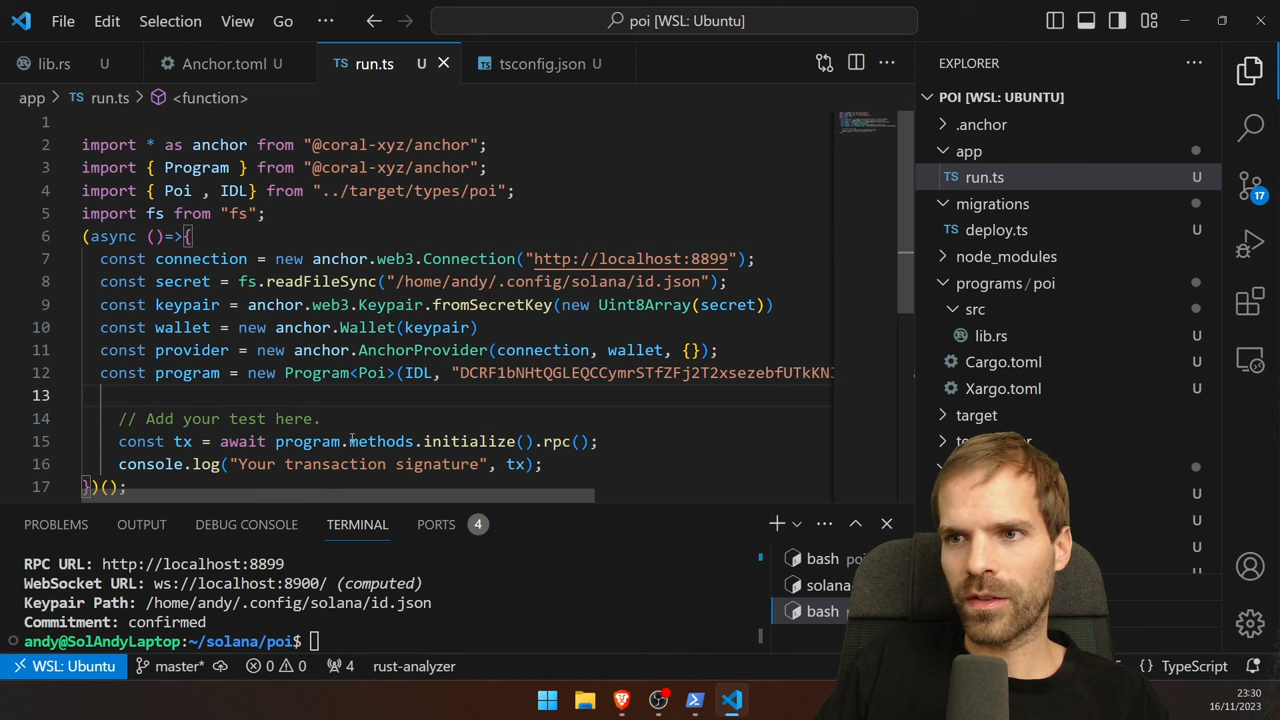 File Edit Selection View Go ··· poi [WSL: Ubuntu]
lib.rs U Anchor.toml U TS run.ts U tsconfig.json U
EXPLORER
app > TS run.ts > <function>
1
2 import * as anchor from "@coral-xyz/anchor";
3 import { Program } from "@coral-xyz/anchor";
4 import { Poi , IDL} from "../target/types/poi";
5 import fs from "fs";
6 (async ()=>{
7 const connection = new anchor.web3.Connection("http://localhost:8899");
8 const secret = fs.readFileSync("/home/andy/.config/solana/id.json");
9 const keypair = anchor.web3.Keypair.fromSecretKey(new Uint8Array(secret))
10 const wallet = new anchor.Wallet(keypair)
11 const provider = new anchor.AnchorProvider(connection, wallet, {});
12 const program = new Program<Poi>(IDL, "DCRF1bNHtQGLEQCCymrSTfZFj2T2xsezebfUTkKN
13
14 // Add your test here.
15 const tx = await program.methods.initialize().rpc();
16 console.log("Your transaction signature", tx);
17 })();
POI [WSL: UBUNTU]
.anchor
app
TS run.ts U
migrations
TS deploy.ts U
node_modules
programs/poi
src
lib.rs U
Cargo.toml U
Xargo.toml U
target
U
U
U
17
PROBLEMS OUTPUT DEBUG CONSOLE TERMINAL PORTS 4
RPC URL: http://localhost:8899
WebSocket URL: ws://localhost:8900/ (computed)
Keypair Path: /home/andy/.config/solana/id.json
Commitment: confirmed
andy@SolAndyLaptop:~/solana/poi$
bash
solana
bash
WSL: Ubuntu master* 0 0 4 rust-analyzer {} TypeScript
23:30
16/11/2023